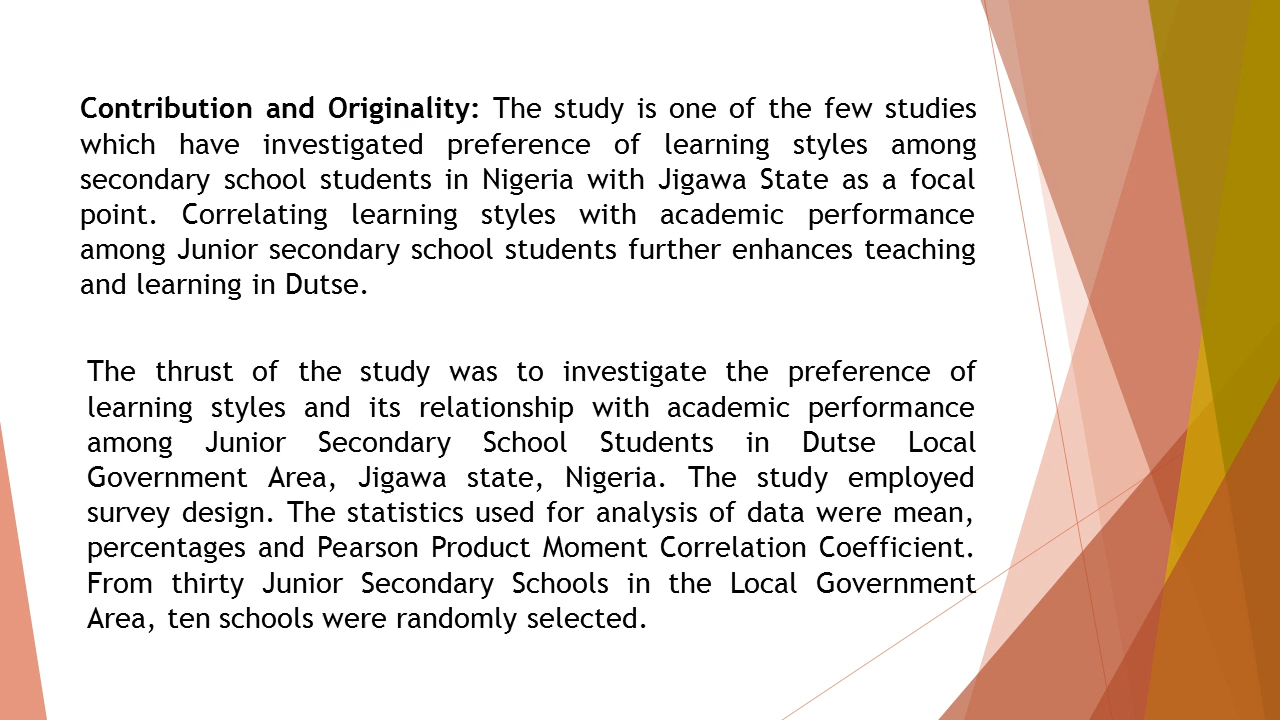 Contribution and Originality: The study is one of the few studies
which have investigated preference of learning styles among
secondary school students in Nigeria with Jigawa State as a focal
point. Correlating learning styles with academic performance
among Junior secondary school students further enhances teaching
and learning in Dutse.
The thrust of the study was to investigate the preference of
learning styles and its relationship with academic performance
among Junior Secondary School Students in Dutse Local
Government Area, Jigawa state, Nigeria. The study employed
survey design. The statistics used for analysis of data were mean,
percentages and Pearson Product Moment Correlation Coefficient.
From thirty Junior Secondary Schools in the Local Government
Area, ten schools were randomly selected.